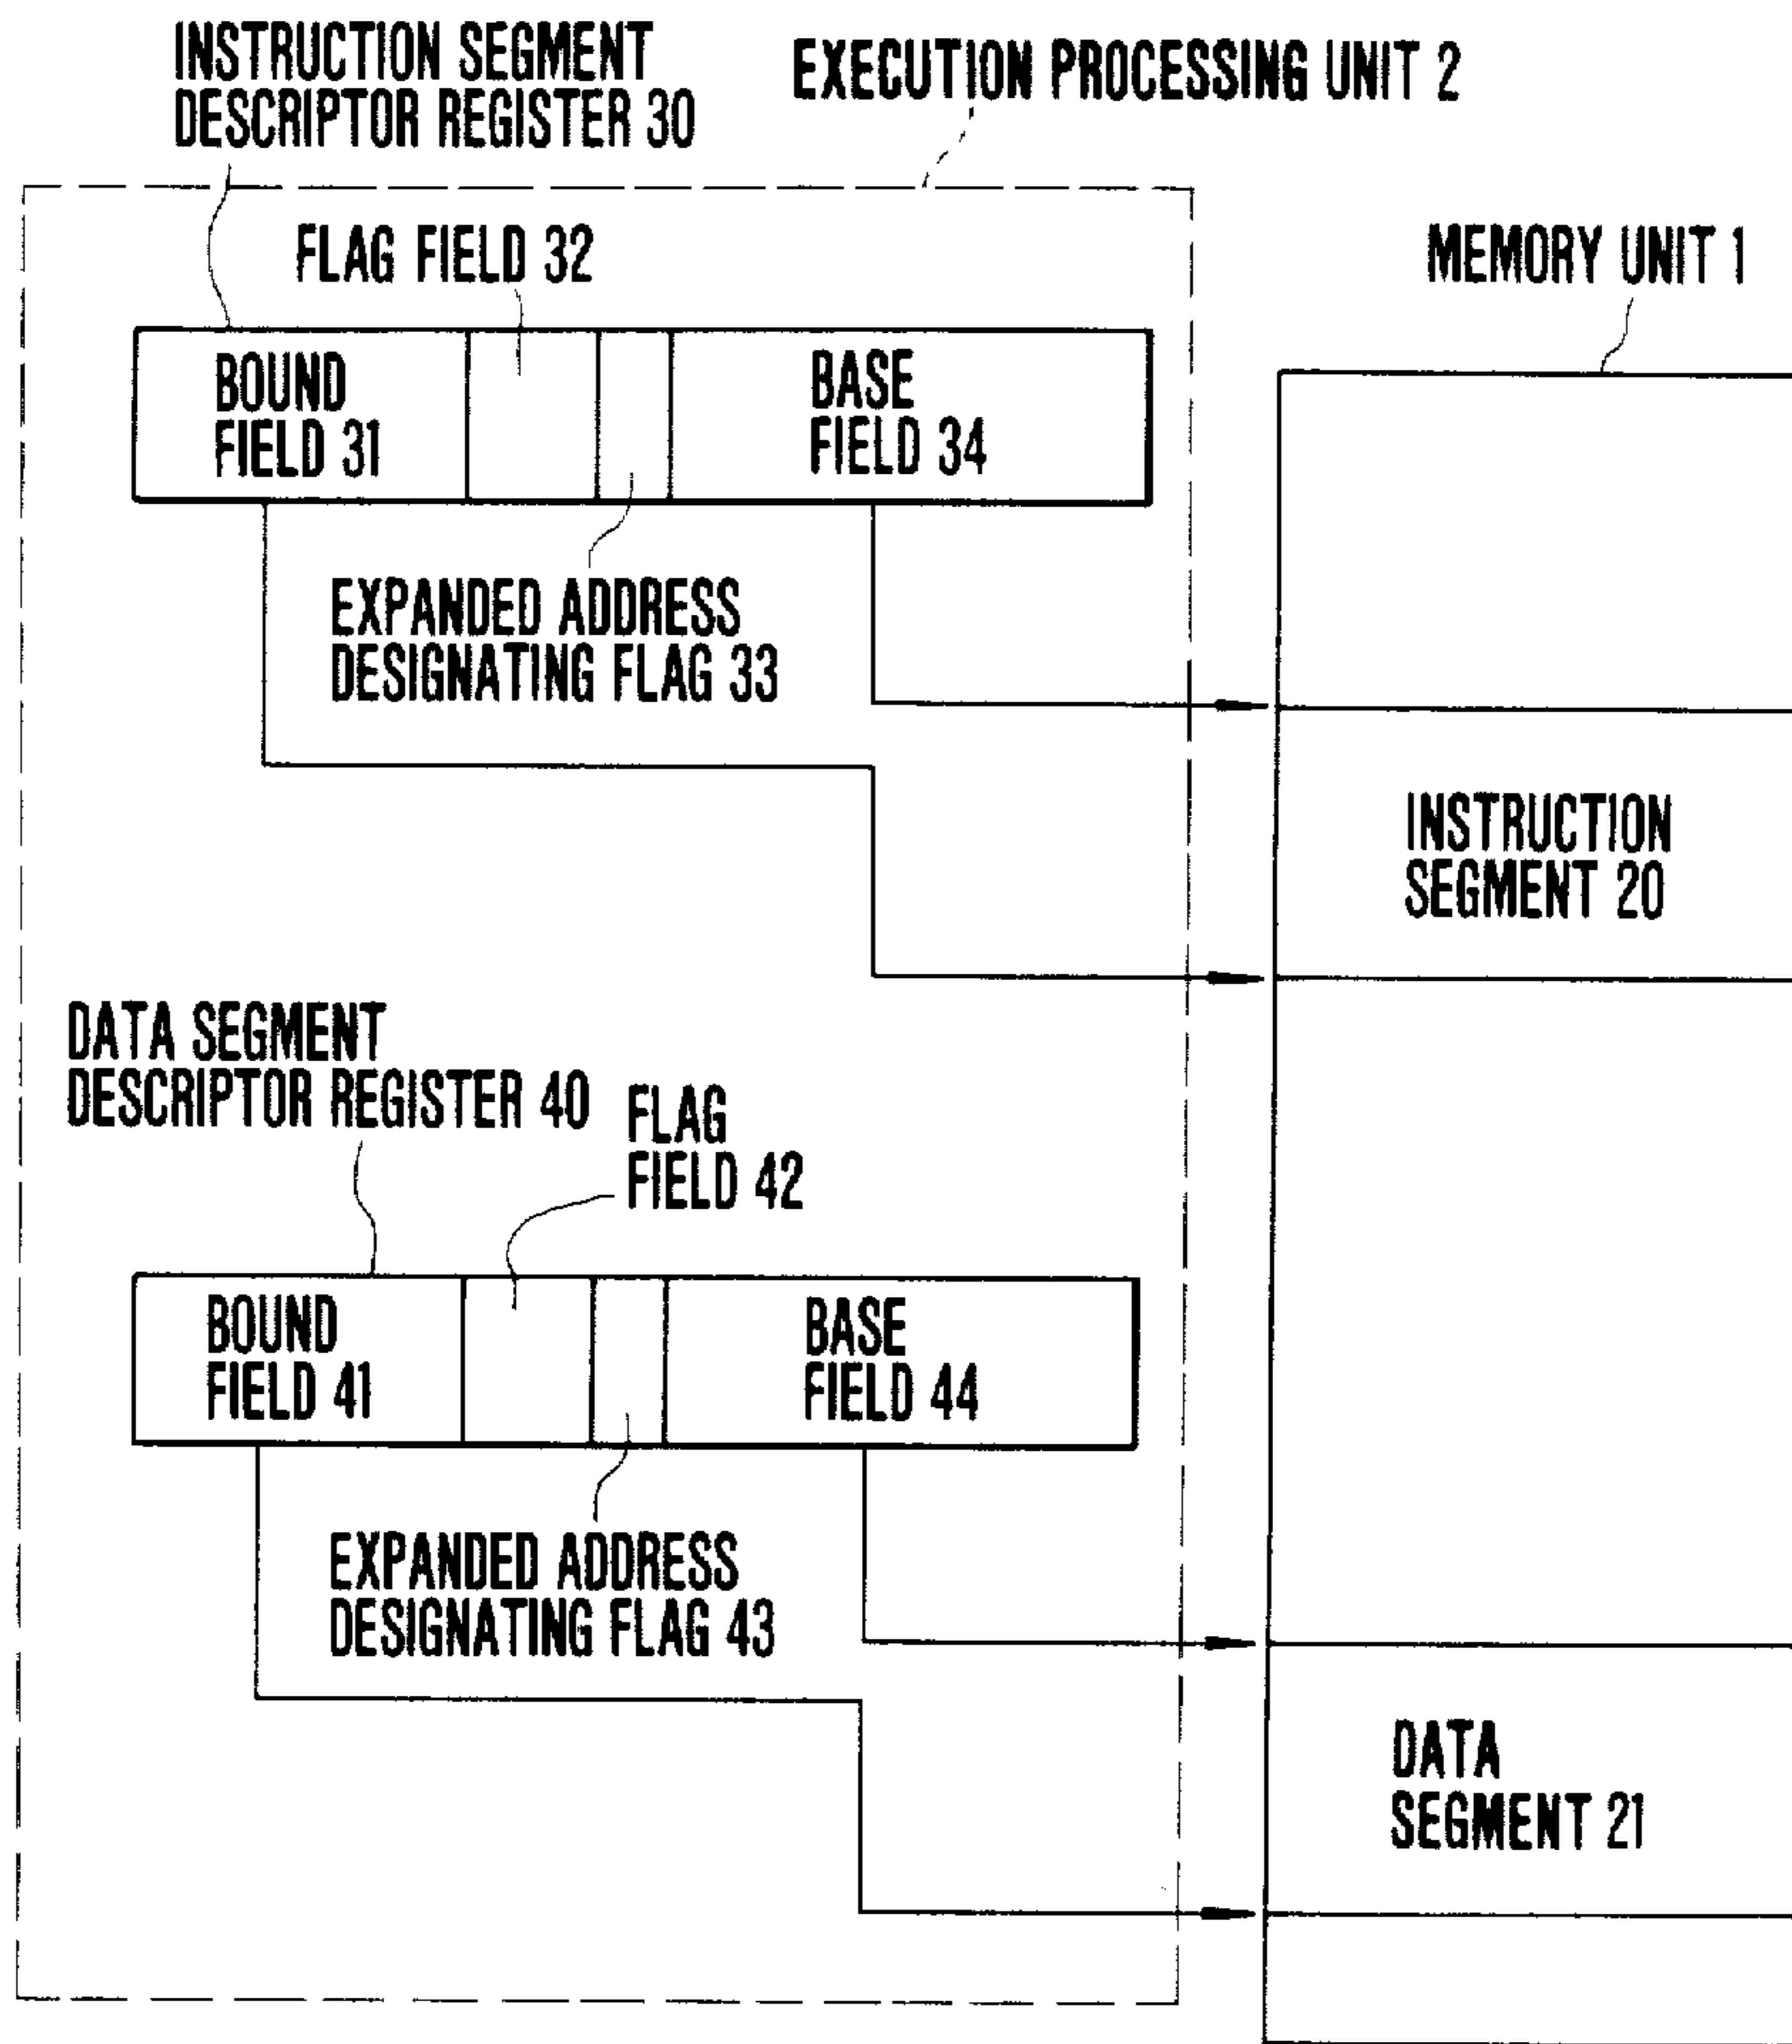 INSTRUCTION SEGMENT
DESCRIPTOR REGISTER 30
EXECUTION PROCESSING UNIT 2
FLAG FIELD 32
MEMORY UNIT 1
BOUND
FIELD 31
BASE
FIELD 34
EXPANDED ADDRESS
DESIGNATING FLAG 33
INSTRUCTION
SEGMENT 20
DATA SEGMENT
DESCRIPTOR REGISTER 40
FLAG
FIELD 42
BOUND
FIELD 41
BASE
FIELD 44
EXPANDED ADDRESS
DESIGNATING FLAG 43
DATA
SEGMENT 21